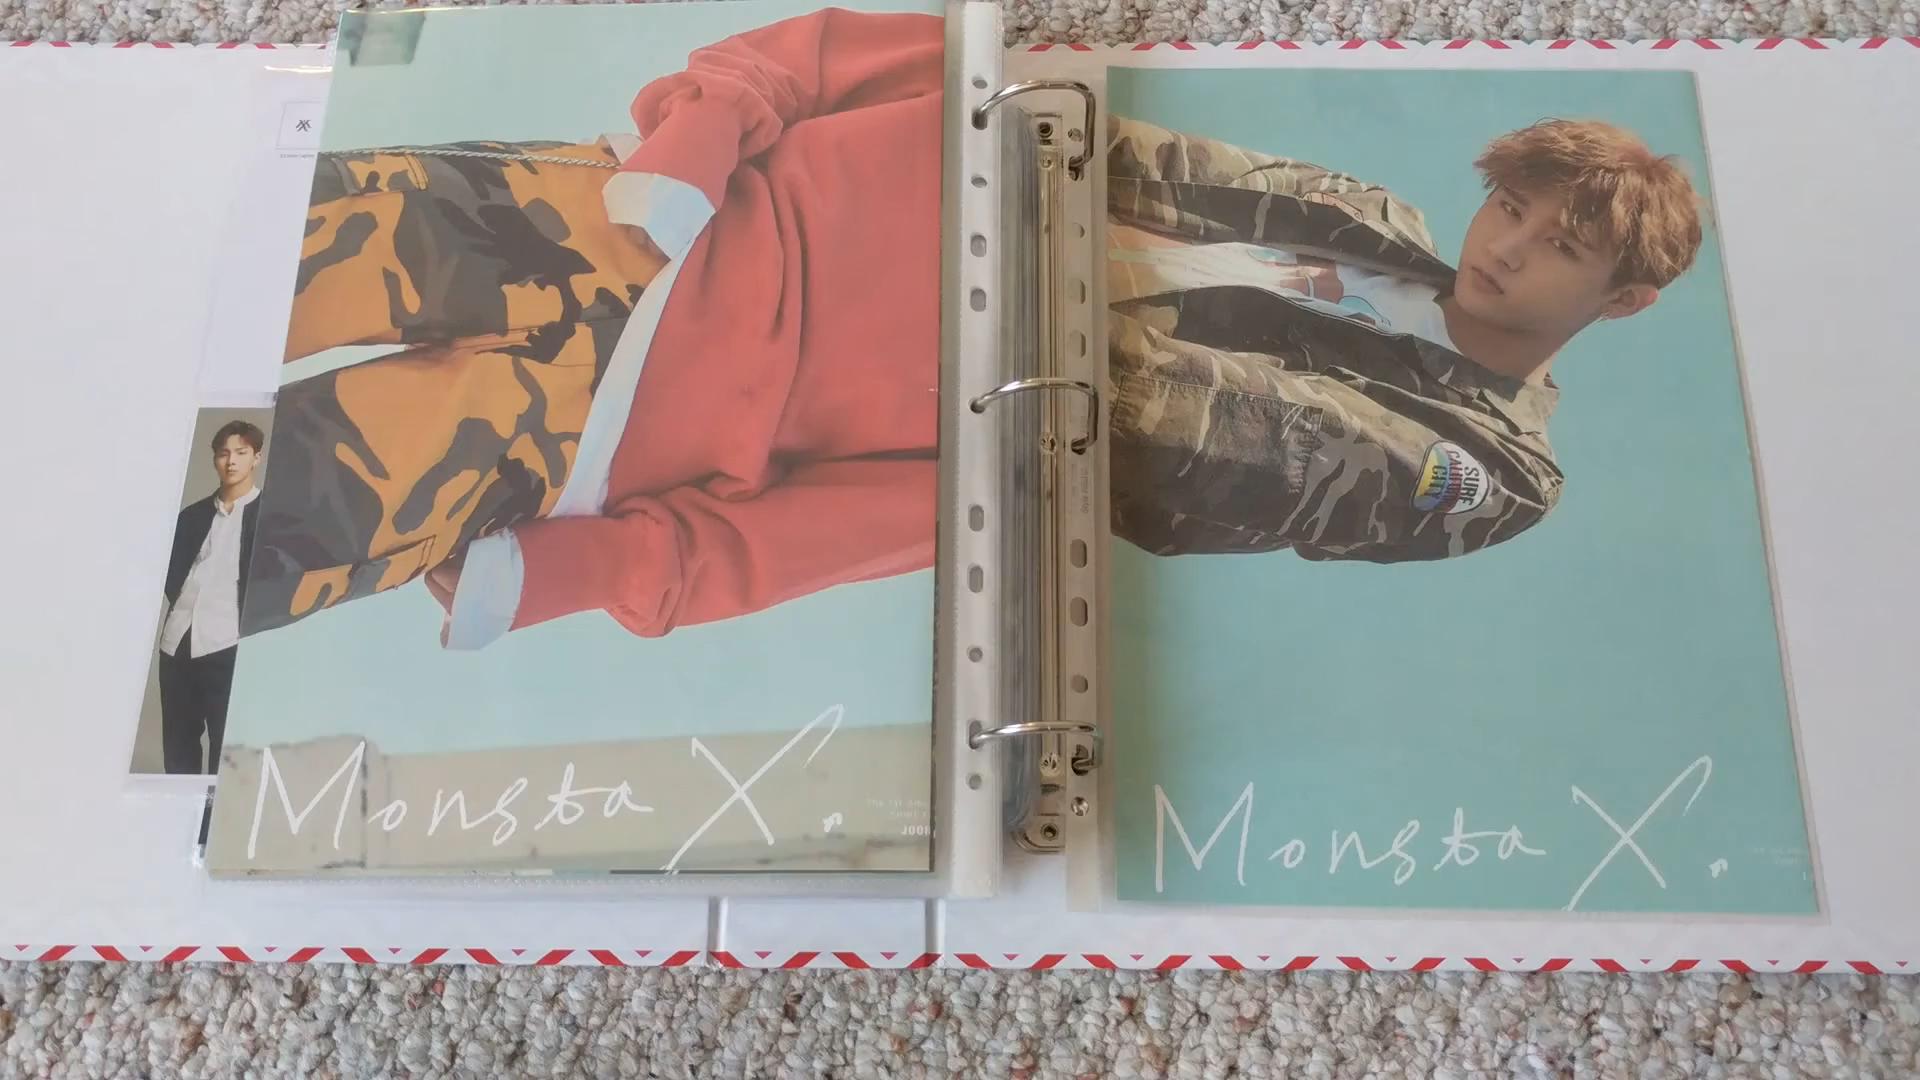 Monsta X.
JOOH
SURF
CALIFORNIA
CITY
Monsta X.